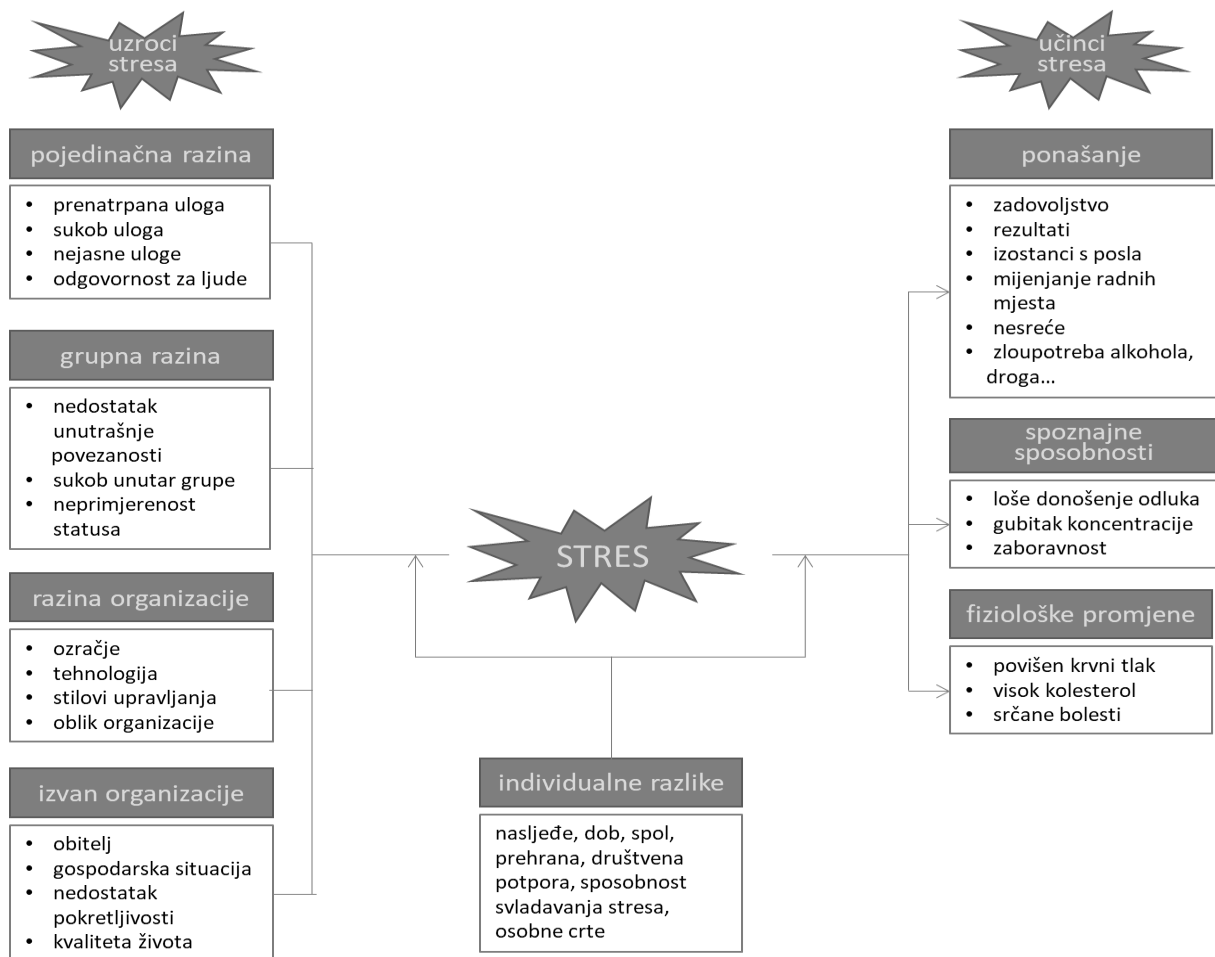 uzroci
stresa
pojedinačna razina
• prenatrpana uloga
• sukob uloga
• nejasne uloge
• odgovornost za ljude
grupna razina
• nedostatak
unutrašnje
povezanosti
• sukob unutar grupe
• neprimjerenost
statusa
razina organizacije
• ozračje
• tehnologija
• stilovi upravljanja
• oblik organizacije
izvan organizacije
• obitelj
• gospodarska situacija
• nedostatak
pokretljivosti
• kvaliteta života
STRES
individualne razlike
nasljeđe, dob, spol,
prehrana, društvena
potpora, sposobnost
svladavanja stresa,
osobne crte
učinci
stresa
ponašanje
• zadovoljstvo
• rezultati
• izostanci s posla
• mijenjanje radnih
mjesta
• nesreće
• zloupotreba alkohola,
droga...
spoznajne
sposobnosti
• loše donošenje odluka
• gubitak koncentracije
• zaboravnost
fiziološke promjene
• povišen krvni tlak
• visok kolesterol
• srčane bolesti